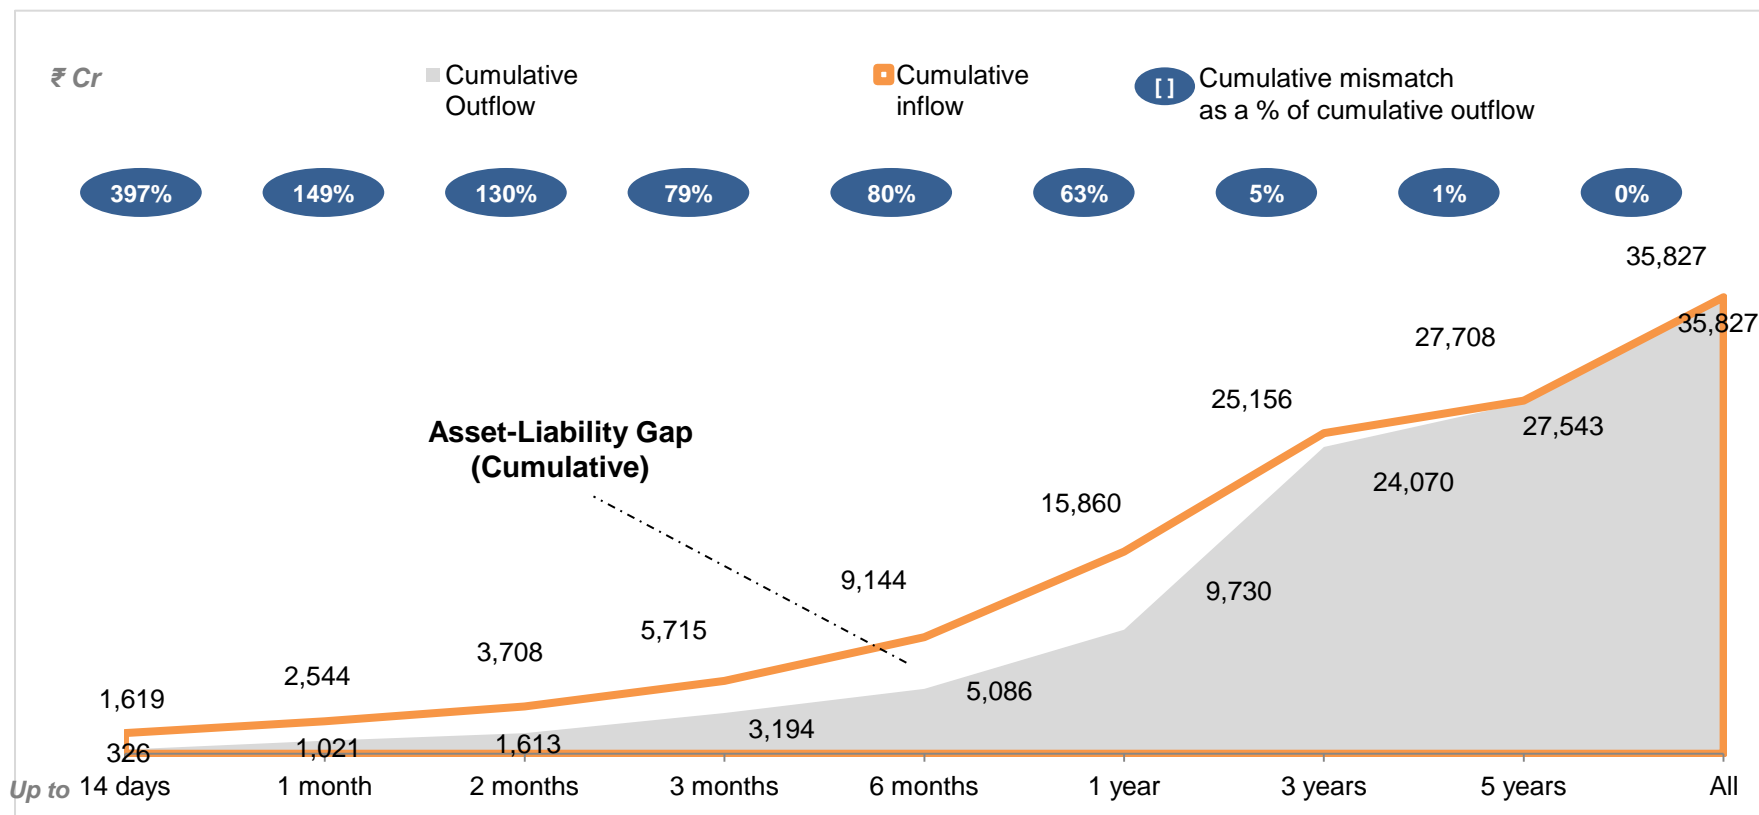 ₹ Cr
Cumulative
Outflow
Cumulative
inflow
[ ]
Cumulative mismatch
as a % of cumulative outflow
397%
149%
130%
79%
80%
63%
5%
1%
0%
35,827
35,827
27,708
25,156
27,543
Asset-Liability Gap
(Cumulative)
24,070
15,860
9,144
9,730
5,715
3,708
2,544
1,619
5,086
3,194
1,613
1,021
326
Up to
14 days
1 month
2 months
3 months
6 months
1 year
3 years
5 years
All